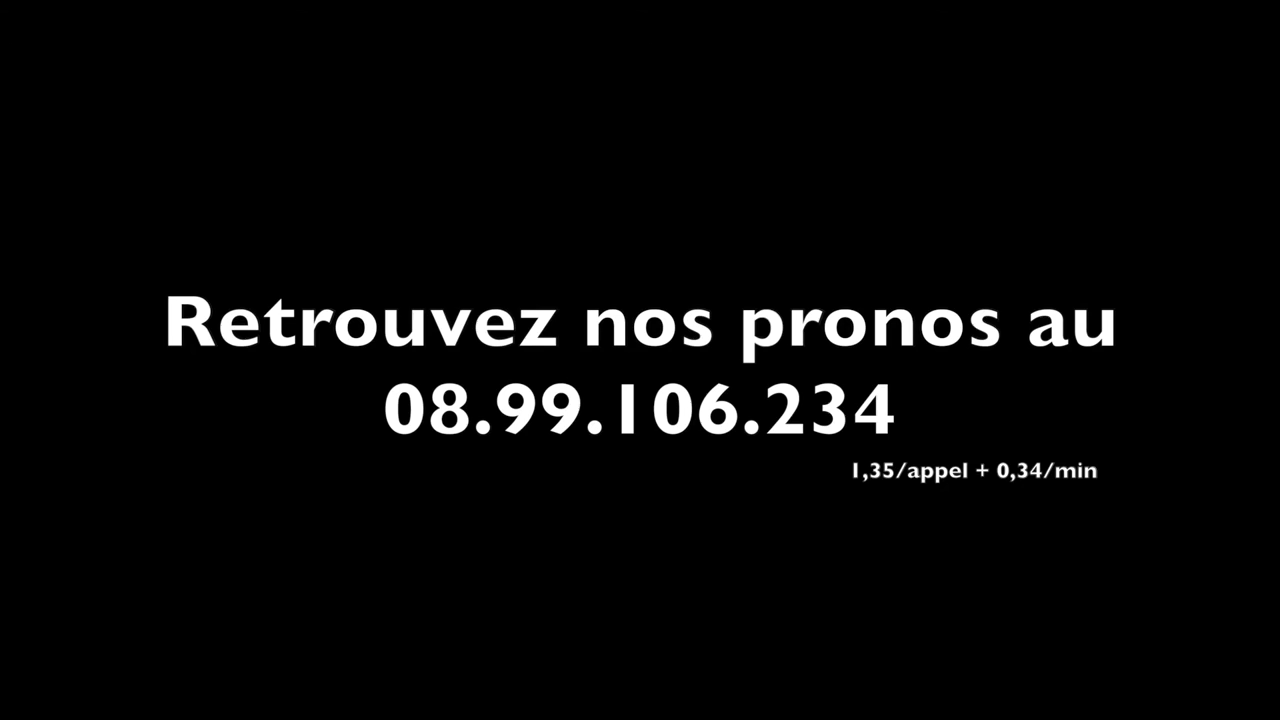 Retrouvez nos pronos au
08.99.106.234
1,35/appel + 0,34/min